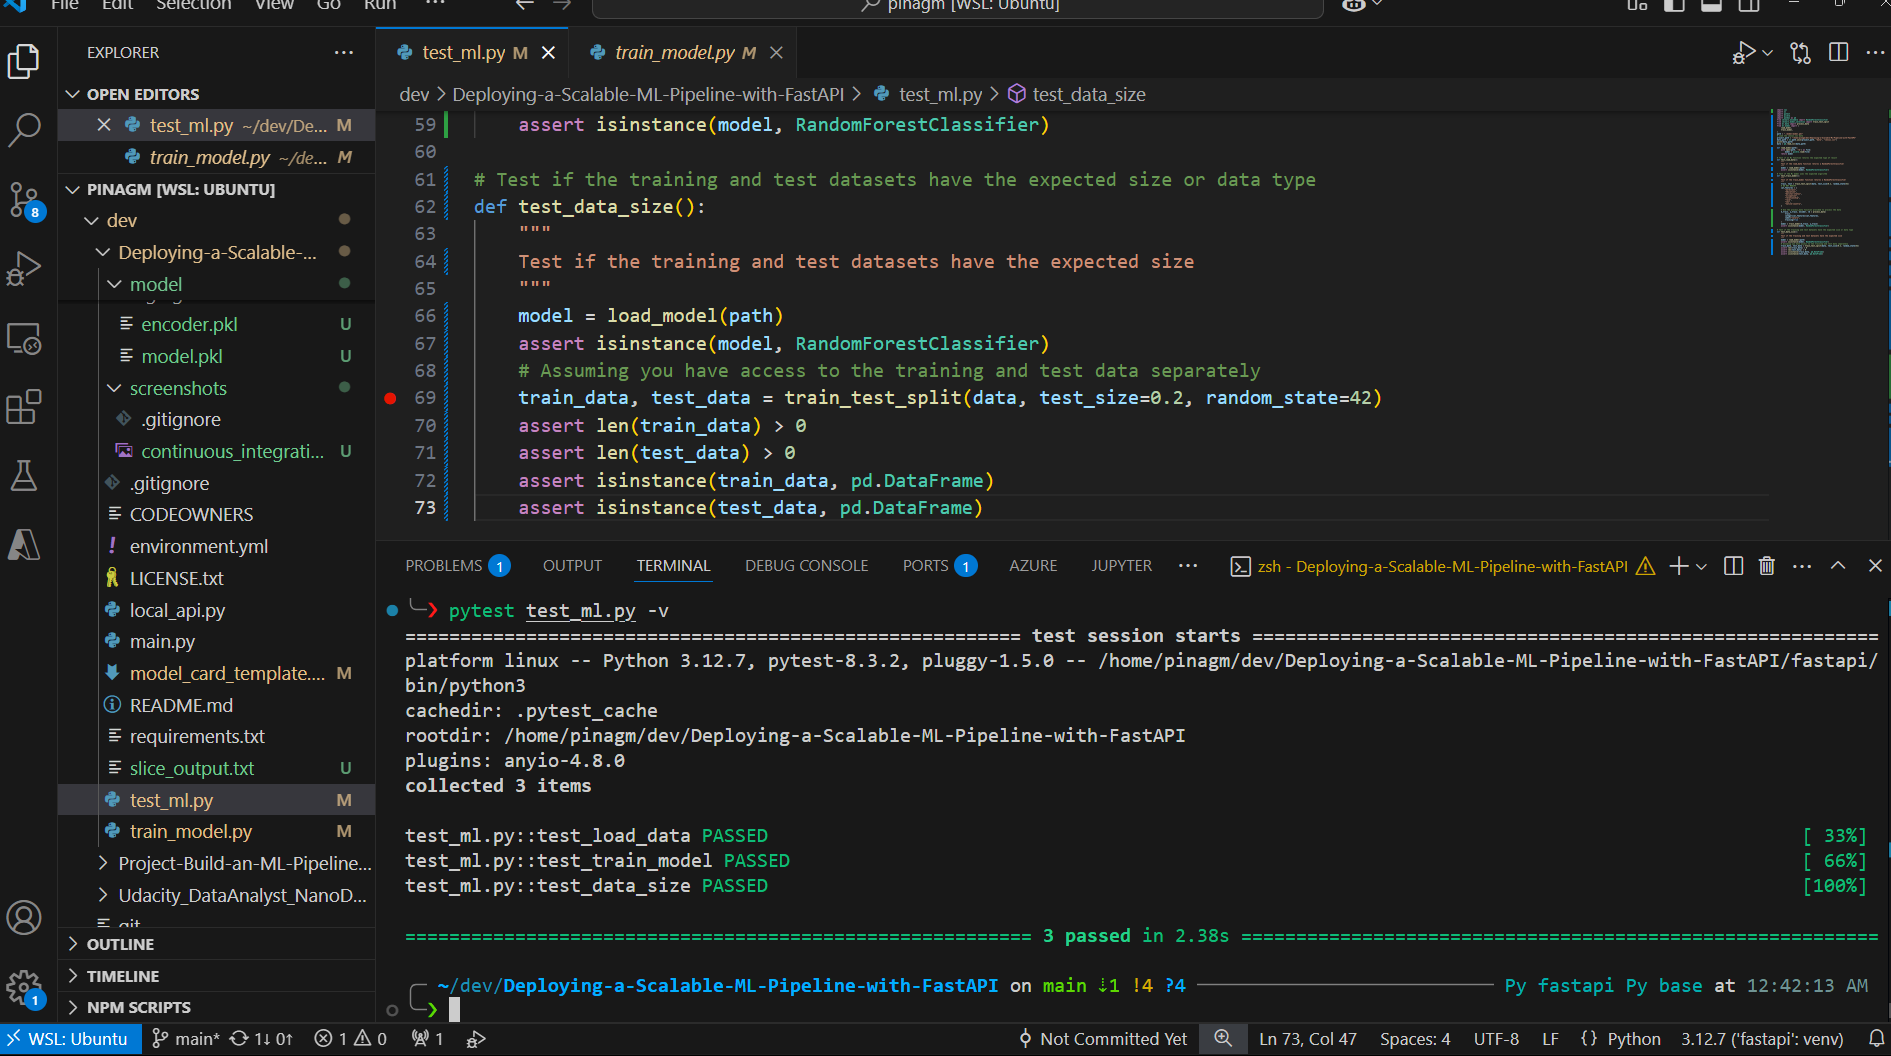 File Edit Selection View Go Run ···
pinagm [WSL: Ubuntu]
EXPLORER ···
OPEN EDITORS
test_ml.py ~/dev/De... M
train_model.py ~/de... M
PINAGM [WSL: UBUNTU]
dev
Deploying-a-Scalable-...
model
encoder.pkl U
model.pkl U
screenshots
.gitignore
continuous_integrati... U
.gitignore
CODEOWNERS
environment.yml
LICENSE.txt
local_api.py
main.py
model_card_template.... M
README.md
requirements.txt
slice_output.txt U
test_ml.py M
train_model.py M
Project-Build-an-ML-Pipeline...
Udacity_DataAnalyst_NanoD...
OUTLINE
TIMELINE
NPM SCRIPTS
8
1
test_ml.py M
train_model.py M
dev > Deploying-a-Scalable-ML-Pipeline-with-FastAPI > test_ml.py > test_data_size
59 assert isinstance(model, RandomForestClassifier)
60
61 # Test if the training and test datasets have the expected size or data type
62 def test_data_size():
63 """
64 Test if the training and test datasets have the expected size
65 """
66 model = load_model(path)
67 assert isinstance(model, RandomForestClassifier)
68 # Assuming you have access to the training and test data separately
69 train_data, test_data = train_test_split(data, test_size=0.2, random_state=42)
70 assert len(train_data) > 0
71 assert len(test_data) > 0
72 assert isinstance(train_data, pd.DataFrame)
73 assert isinstance(test_data, pd.DataFrame)
PROBLEMS 1 OUTPUT TERMINAL DEBUG CONSOLE PORTS 1 AZURE JUPYTER ··· zsh - Deploying-a-Scalable-ML-Pipeline-with-FastAPI
pytest test_ml.py -v
======================================================== test session starts =========================================================
platform linux -- Python 3.12.7, pytest-8.3.2, pluggy-1.5.0 -- /home/pinagm/dev/Deploying-a-Scalable-ML-Pipeline-with-FastAPI/fastapi/
bin/python3
cachedir: .pytest_cache
rootdir: /home/pinagm/dev/Deploying-a-Scalable-ML-Pipeline-with-FastAPI
plugins: anyio-4.8.0
collected 3 items
test_ml.py::test_load_data PASSED [ 33%]
test_ml.py::test_train_model PASSED [ 66%]
test_ml.py::test_data_size PASSED [100%]
========================================================= 3 passed in 2.38s ==========================================================
~/dev/Deploying-a-Scalable-ML-Pipeline-with-FastAPI on main ⇣1 !4 ?4 Py fastapi Py base at 12:42:13 AM
❯
WSL: Ubuntu main* 1↓ 0↑ 1 0 1 Not Committed Yet Ln 73, Col 47 Spaces: 4 UTF-8 LF {} Python 3.12.7 ('fastapi': venv)